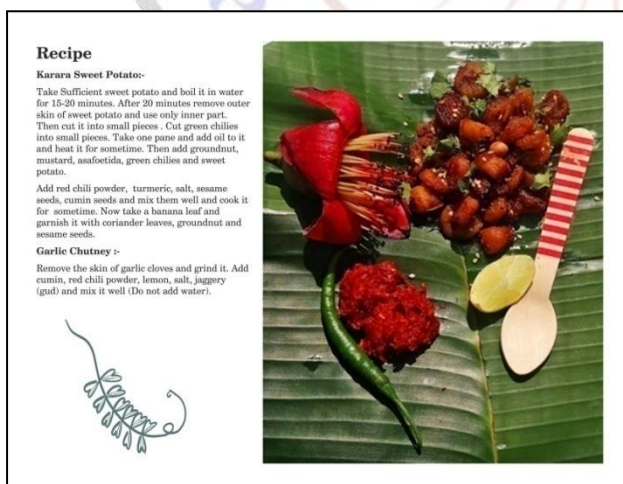 Recipe
Karara Sweet Potato:-
Take Sufficient sweet potato and boil it in water
for 15-20 minutes. After 20 minutes remove outer
skin of sweet potato and use only inner part.
Then cut it into small pieces . Cut green chilies
into small pieces. Take one pane and add oil to it
and heat it for sometime. Then add groundnut,
mustard, asafoetida, green chilies and sweet
potato.
Add red chili powder, turmeric, salt, sesame
seeds, cumin seeds and mix them well and cook it
for sometime. Now take a banana leaf and
garnish it with coriander leaves, groundnut and
sesame seeds.
Garlic Chutney :-
Remove the skin of garlic cloves and grind it. Add
cumin, red chili powder, lemon, salt, jaggery
(gud) and mix it well (Do not add water).